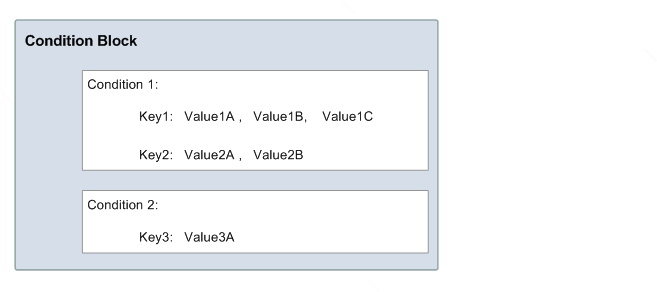 Condition Block
Condition 1:
Key1: Value1A , Value1B, Value1C
Key2: Value2A , Value2B
Condition 2:
Key3: Value3A